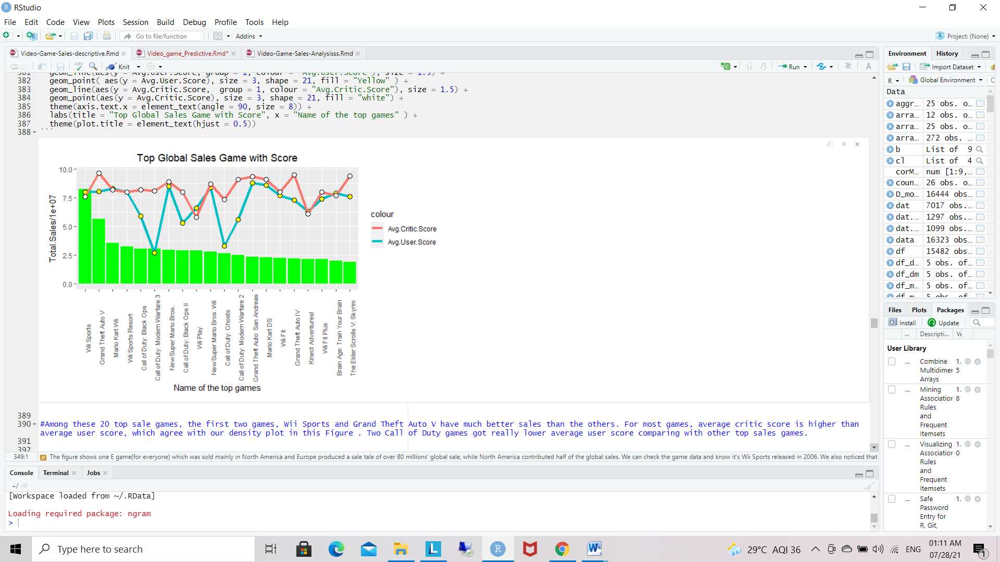 RStudio
File Edit Code View Plots Session Build Debug Profile Tools Help
Go to file/function Addins Project: (None)
Video-Game-Sales-descriptive.Rmd Video_game_Predictive.Rmd* Video-Game-Sales-Analysisss.Rmd
ABC Knit Run
382 geom_point( aes(y = Avg.User.Score), size = 3, shape = 21, fill = "Yellow" ) +
383 geom_line(aes(y = Avg.Critic.Score,  group = 1, colour = "Avg.Critic.Score"), size = 1.5) +
384 geom_point(aes(y = Avg.Critic.Score), size = 3, shape = 21, fill = "white") +
385 theme(axis.text.x = element_text(angle = 90, size = 8)) +
386 labs(title = "Top Global Sales Game with Score", x = "Name of the top games" ) +
387 theme(plot.title = element_text(hjust = 0.5))
388 ```
Top Global Sales Game with Score
Total.Sales/1e+07
10.0
7.5
5.0
2.5
0.0
colour
Avg.Critic.Score
Avg.User.Score
Wii Sports
Grand Theft Auto V
Mario Kart Wii
Wii Sports Resort
Call of Duty: Black Ops
Call of Duty: Modern Warfare 3
New Super Mario Bros.
Call of Duty: Black Ops II
Wii Play
New Super Mario Bros. Wii
Call of Duty: Ghosts
Call of Duty: Modern Warfare 2
Grand Theft Auto: San Andreas
Mario Kart DS
Wii Fit
Grand Theft Auto IV
Kinect Adventures!
Wii Fit Plus
Brain Age: Train Your Brain
The Elder Scrolls V: Skyrim
Name of the top games
389
390 #Among these 20 top sale games, the first two games, Wii Sports and Grand Theft Auto V have much better sales than the others. For most games, average critic score is higher than
average user score, which agree with our density plot in this Figure . Two Call of Duty games got really lower average user score comparing with other top sales games.
391
392
349:1 # The figure shows one E game(for everyone) which was sold mainly in North America and Europe produced a sale tale of over 80 millions' global sale, while North America contributed half of the global sales. We can check the game data and know it's Wii Sports released in 2006. We also noticed that
Console Terminal Jobs
~/
[Workspace loaded from ~/.RData]
Loading required package: ngram
>
Environment History
Import Dataset
R Global Environment
Data
aggr… 25 obs. o…
arra… 12 obs. o…
arra… 25 obs. o…
arra… 272 obs. …
b List of 9
cl List of 4
corM… num [1:9,…
coun… 26 obs. o…
D_mo… 16444 obs…
dat 7017 obs.…
dat.… 1297 obs.…
dat.… 1099 obs.…
data 16323 obs…
df 15482 obs…
df_d… 5 obs. of…
df_dm 5 obs. of…
df_m… 5 obs. of…
Files Plots Packages
Install Update
... Descripti...
User Library
... Combine 1.
Multidimer 5
Arrays
... Mining 1.
Association 8
Rules
and
Frequent
Itemsets
... Visualizing 1.
Association 0
Rules
and
Frequent
Itemsets
... Safe 1.
Password
Entry for
R, Git,
Type here to search
L R W
29°C AQI 36 ENG
01:11 AM
07/28/21
1